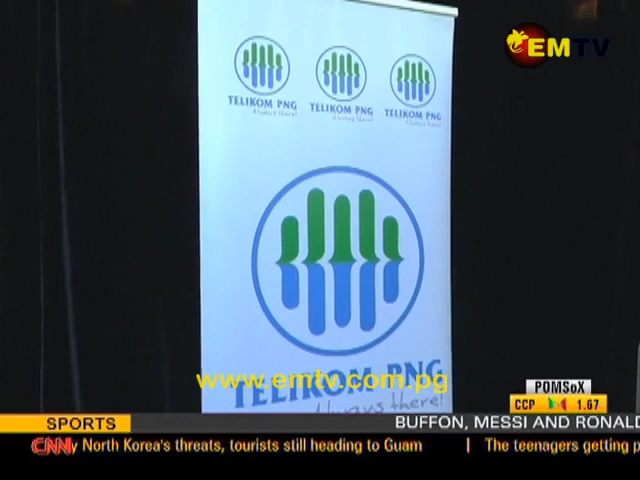 EMTV
TELIKOM PNG
Always there!
TELIKOM PNG
Always there!
TELIKOM PNG
Always there!
TELIKOM PNG
Always there!
www.emtv.com.pg
POMSoX
CCP 1.67
SPORTS
BUFFON, MESSI AND RONALD
CNN y North Korea's threats, tourists still heading to Guam | The teenagers getting p